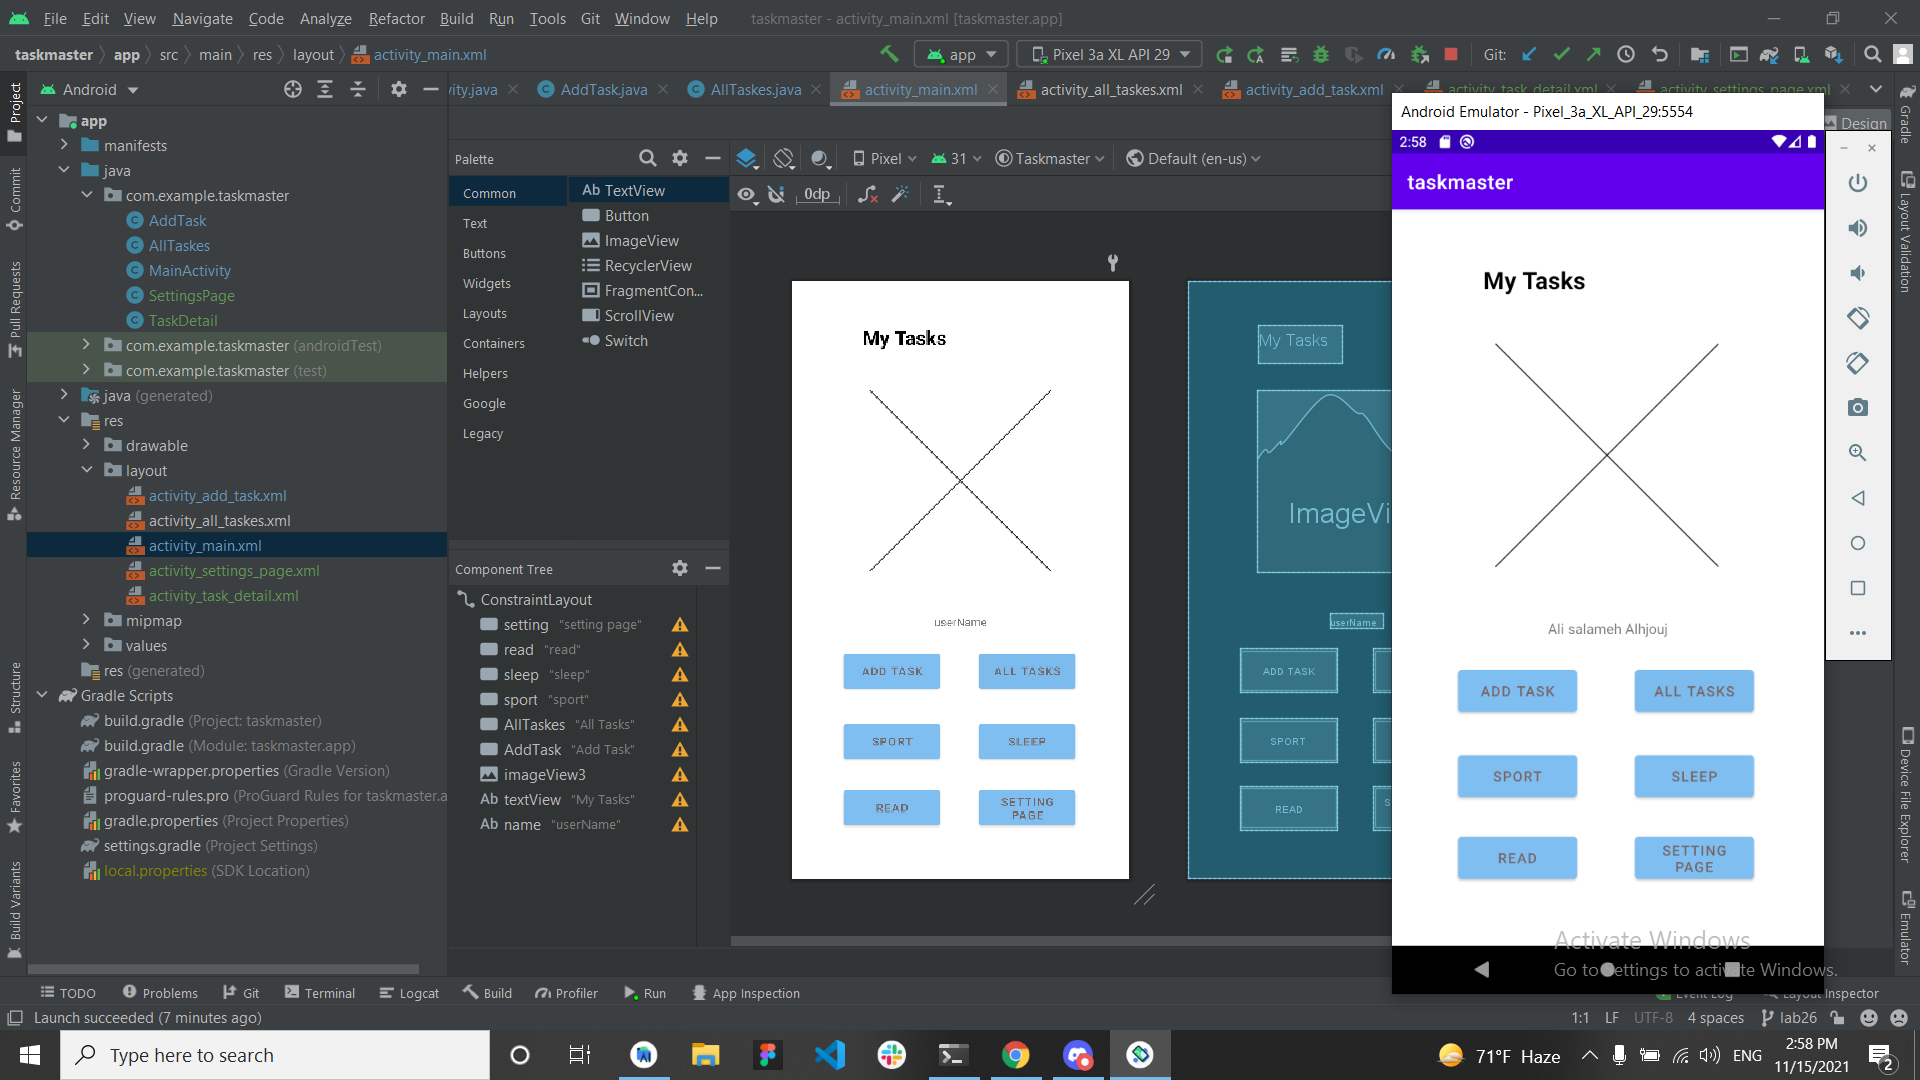 File Edit View Navigate Code Analyze Refactor Build Run Tools Git Window Help taskmaster - activity_main.xml [taskmaster.app]
taskmaster app src main res layout activity_main.xml app Pixel 3a XL API 29 Git:
Project
Commit
Pull Requests
Resource Manager
Structure
Favorites
Build Variants
Android
app
manifests
java
com.example.taskmaster
AddTask
AllTaskes
MainActivity
SettingsPage
TaskDetail
com.example.taskmaster (androidTest)
com.example.taskmaster (test)
java (generated)
res
drawable
layout
activity_add_task.xml
activity_all_taskes.xml
activity_main.xml
activity_settings_page.xml
activity_task_detail.xml
mipmap
values
res (generated)
Gradle Scripts
build.gradle (Project: taskmaster)
build.gradle (Module: taskmaster.app)
gradle-wrapper.properties (Gradle Version)
proguard-rules.pro (ProGuard Rules for taskmaster.a
gradle.properties (Project Properties)
settings.gradle (Project Settings)
local.properties (SDK Location)
vity.java AddTask.java AllTaskes.java activity_main.xml activity_all_taskes.xml activity_add_task.xml activity_task_detail.xml activity_settings_page.xml
Design
Palette
Pixel 31 Taskmaster Default (en-us)
0dp
Common
Text
Buttons
Widgets
Layouts
Containers
Helpers
Google
Legacy
Ab TextView
Button
ImageView
RecyclerView
FragmentCon...
ScrollView
Switch
Component Tree
ConstraintLayout
setting "setting page"
read "read"
sleep "sleep"
sport "sport"
AllTaskes "All Tasks"
AddTask "Add Task"
imageView3
Ab textView "My Tasks"
Ab name "userName"
My Tasks
userName
ADD TASK ALL TASKS
SPORT SLEEP
READ SETTING PAGE
My Tasks
ImageVi
userName
ADD TASK
SPORT
READ S
Android Emulator - Pixel_3a_XL_API_29:5554
2:58
taskmaster
My Tasks
Ali salameh Alhjouj
ADD TASK ALL TASKS
SPORT SLEEP
READ SETTING PAGE
Activate Windows
Go to Settings to activate Windows.
Gradle
Layout Validation
Device File Explorer
Emulator
TODO Problems Git Terminal Logcat Build Profiler Run App Inspection Event Log Layout Inspector
Launch succeeded (7 minutes ago) 1:1 LF UTF-8 4 spaces lab26
Type here to search
71°F Haze ENG 2:58 PM
11/15/2021 2